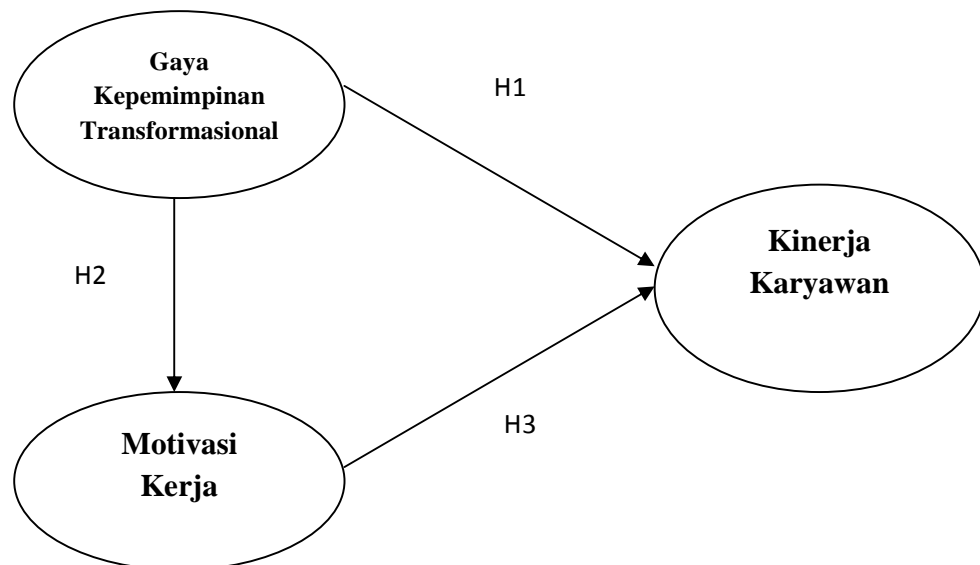 Gaya
Kepemimpinan
Transformasional
H1
Kinerja
Karyawan
H2
Motivasi
Kerja
H3